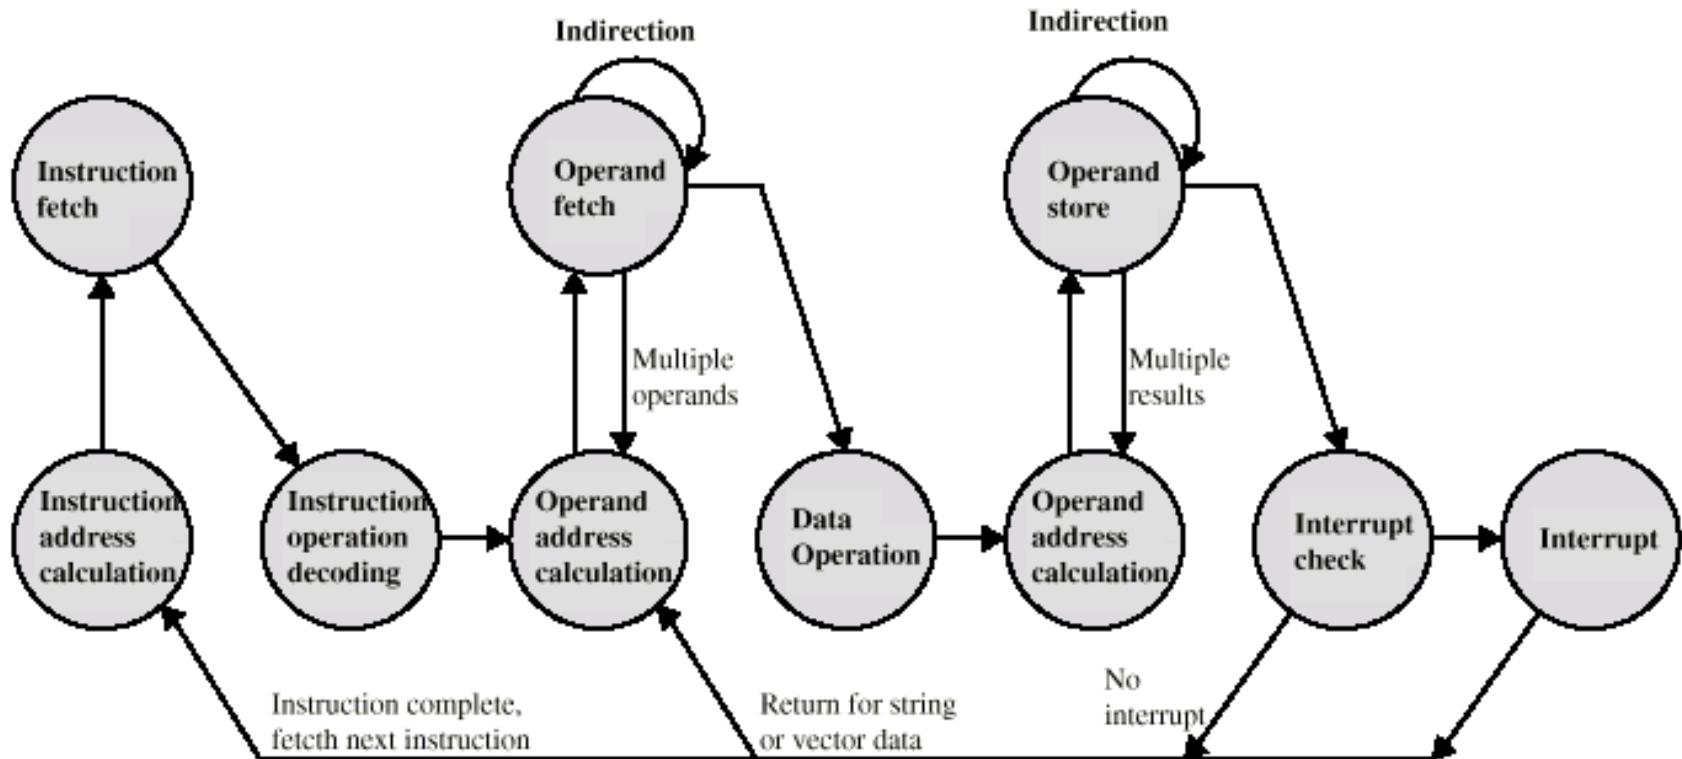 Indirection
Indirection
Instruction
fetch
Operand
fetch
Operand
store
Multiple
operands
Multiple
results
Instruction
address
calculation
Instruction
operation
decoding
Operand
address
calculation
Data
Operation
Operand
address
calculation
Interrupt
check
Interrupt
Instruction complete,
fetcth next instruction
Return for string
or vector data
No
interrupt